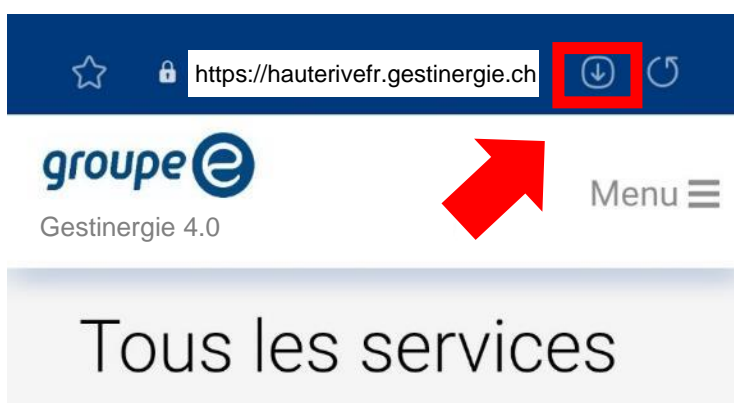 https://hauterivefr.gestinergie.ch
groupe e
Menu
Gestinergie 4.0
Tous les services